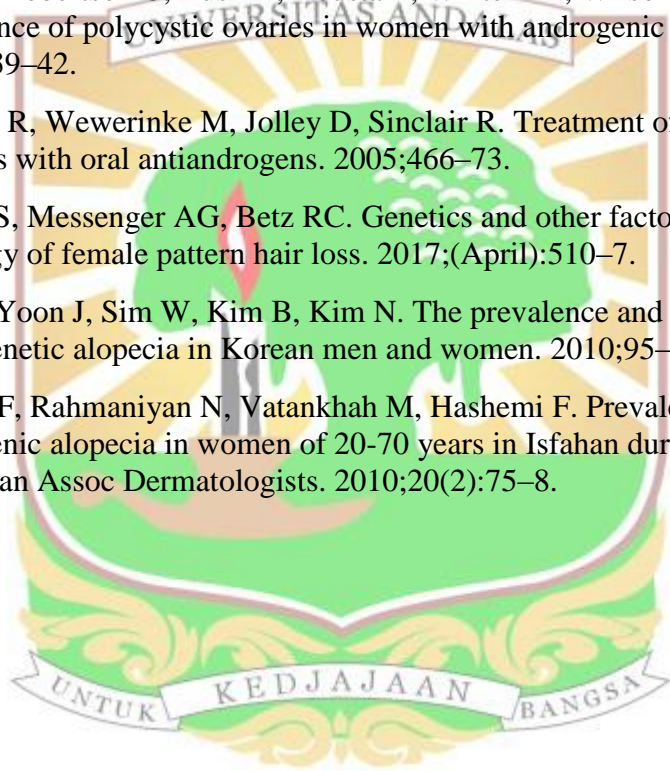 UNIVERSITAS ANDALAS
nce of polycystic ovaries in women with androgenic
39–42.
R, Wewerinke M, Jolley D, Sinclair R. Treatment o
s with oral antiandrogens. 2005;466–73.
S, Messenger AG, Betz RC. Genetics and other facto
gy of female pattern hair loss. 2017;(April):510–7.
Yoon J, Sim W, Kim B, Kim N. The prevalence and
enetic alopecia in Korean men and women. 2010;95–
F, Rahmaniyan N, Vatankhah M, Hashemi F. Prevale
enic alopecia in women of 20-70 years in Isfahan dur
an Assoc Dermatologists. 2010;20(2):75–8.
UNTUK KEDJAJAAN BANGSA